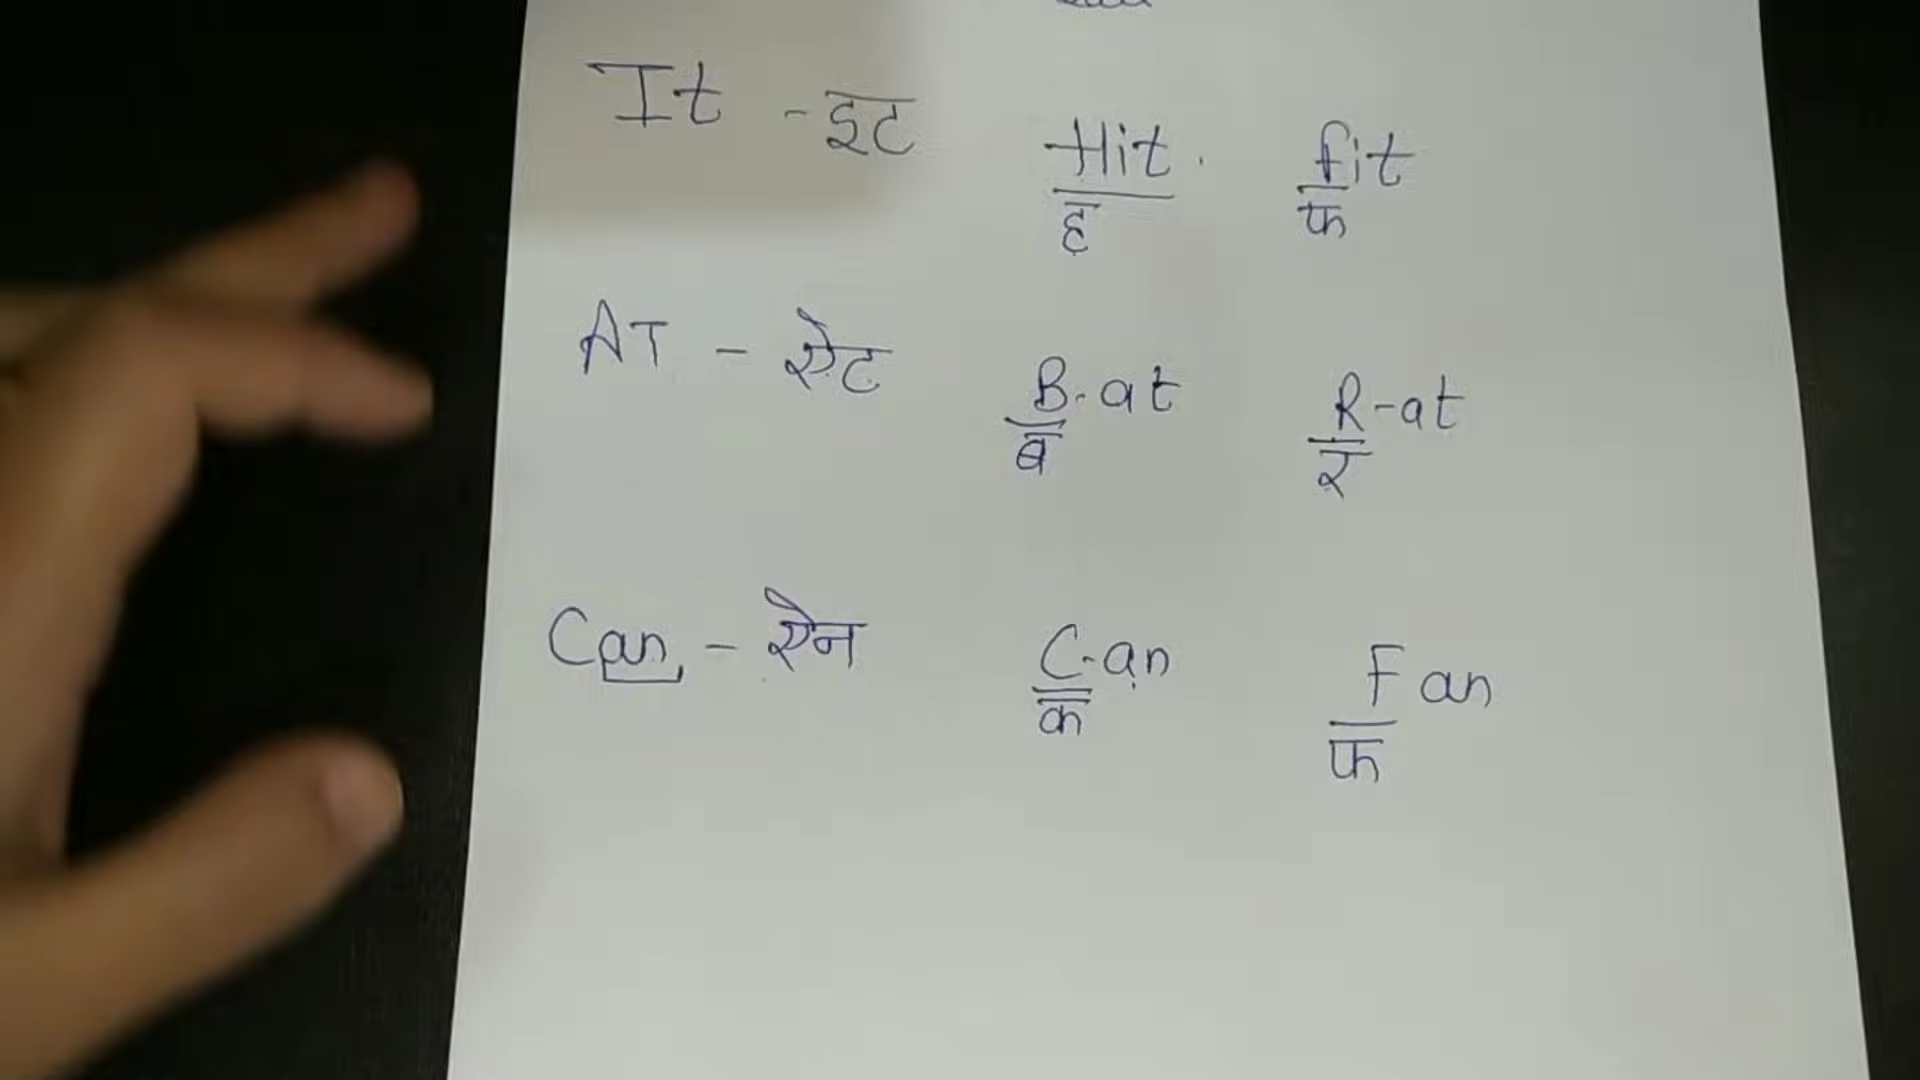 It - इट
Hit. fit
ह फ
AT - ऐट
B-at R-at
ब र
Can - ऐन
C-an Fan
क फ